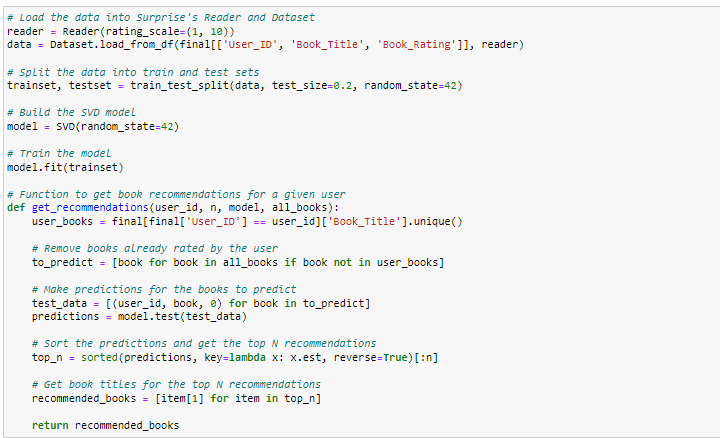 # Load the data into Surprise's Reader and Dataset
reader = Reader(rating_scale=(1, 10))
data = Dataset.load_from_df(final[['User_ID', 'Book_Title', 'Book_Rating']], reader)

# Split the data into train and test sets
trainset, testset = train_test_split(data, test_size=0.2, random_state=42)

# Build the SVD model
model = SVD(random_state=42)

# Train the model
model.fit(trainset)

# Function to get book recommendations for a given user
def get_recommendations(user_id, n, model, all_books):
    user_books = final[final['User_ID'] == user_id]['Book_Title'].unique()

    # Remove books already rated by the user
    to_predict = [book for book in all_books if book not in user_books]

    # Make predictions for the books to predict
    test_data = [(user_id, book, 0) for book in to_predict]
    predictions = model.test(test_data)

    # Sort the predictions and get the top N recommendations
    top_n = sorted(predictions, key=lambda x: x.est, reverse=True)[:n]

    # Get book titles for the top N recommendations
    recommended_books = [item[1] for item in top_n]

    return recommended_books